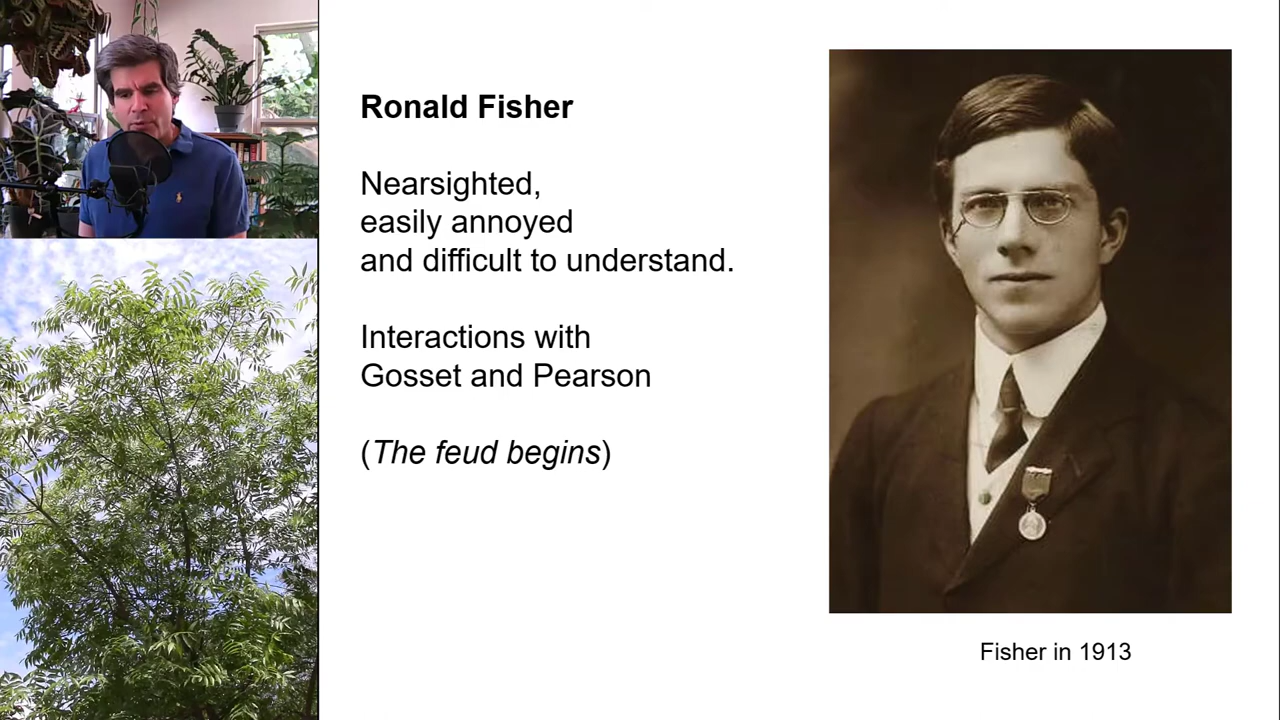 Ronald Fisher
Nearsighted,
easily annoyed
and difficult to understand.
Interactions with
Gosset and Pearson
(The feud begins)
Fisher in 1913